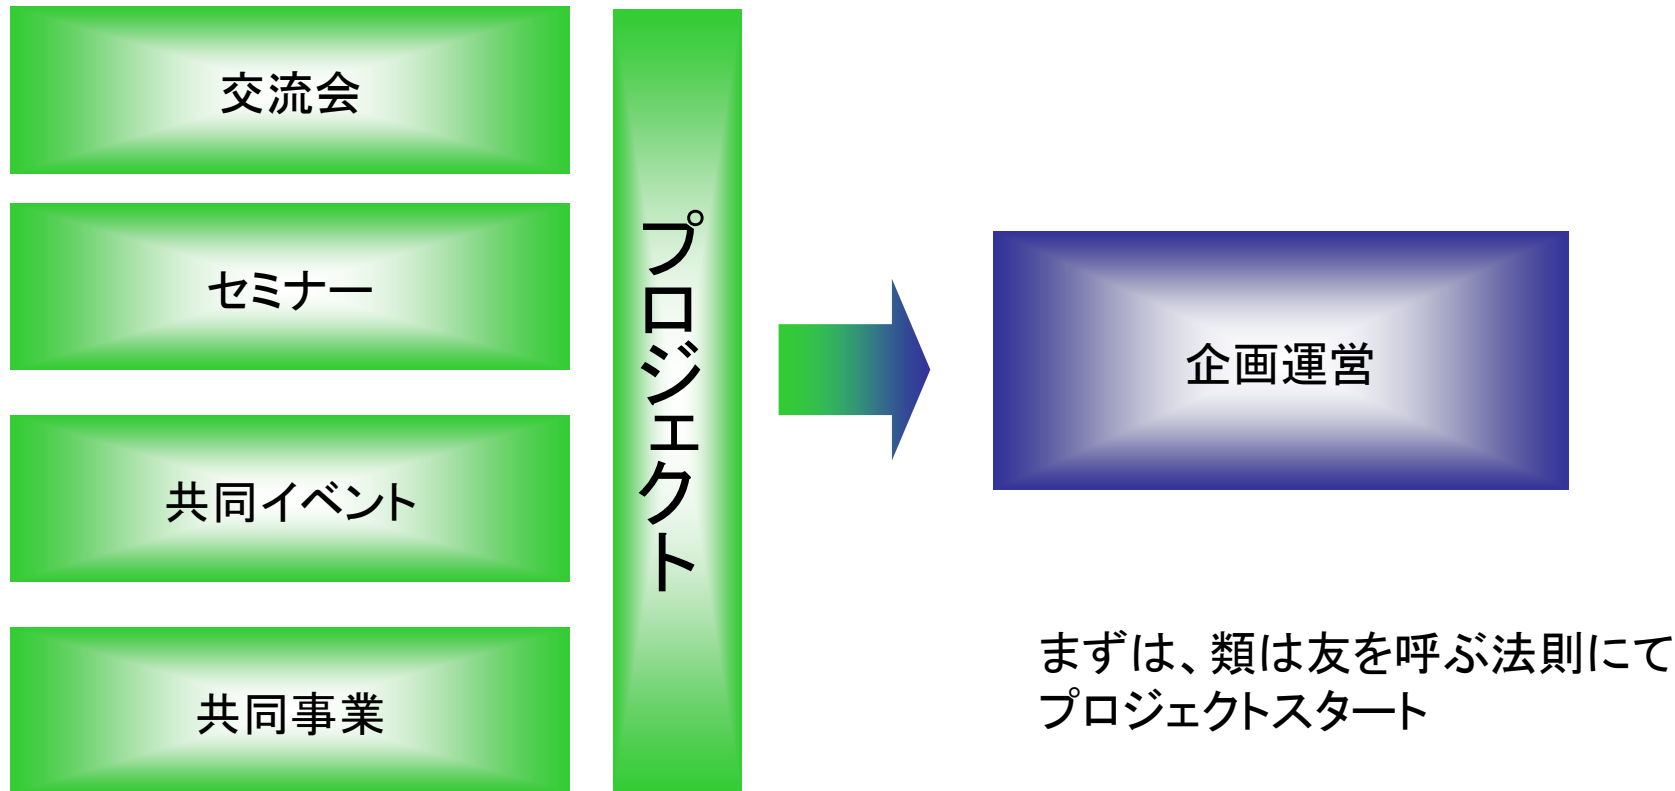 交流会
セミナー
共同イベント
共同事業
プロジェクト
企画運営
まずは、類は友を呼ぶ法則にて
プロジェクトスタート